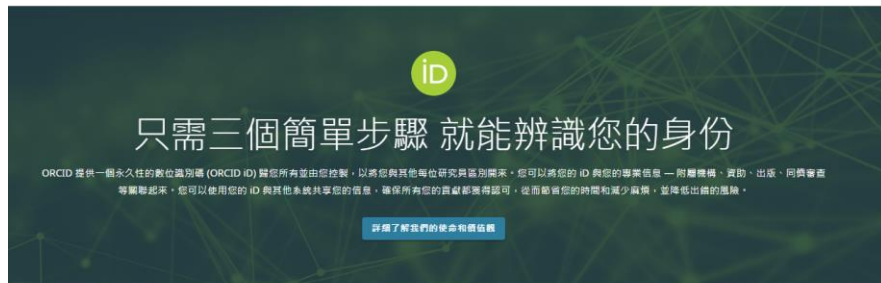 iD
只需三個簡單步驟 就能辨識您的身份
ORCID 提供一個永久性的數位識別碼 (ORCID iD) 歸您所有並由您控製，以將您與其他每位研究員區別開來。您可以將您的 iD 與您的專業信息 — 附屬機構、資助、出版、同儕審查
等關聯起來。您可以使用您的 iD 與其他系統共享您的信息，確保所有您的貢獻都獲得認可，從而節省您的時間和減少麻煩，並降低出錯的風險。
詳細了解我們的使命和價值觀